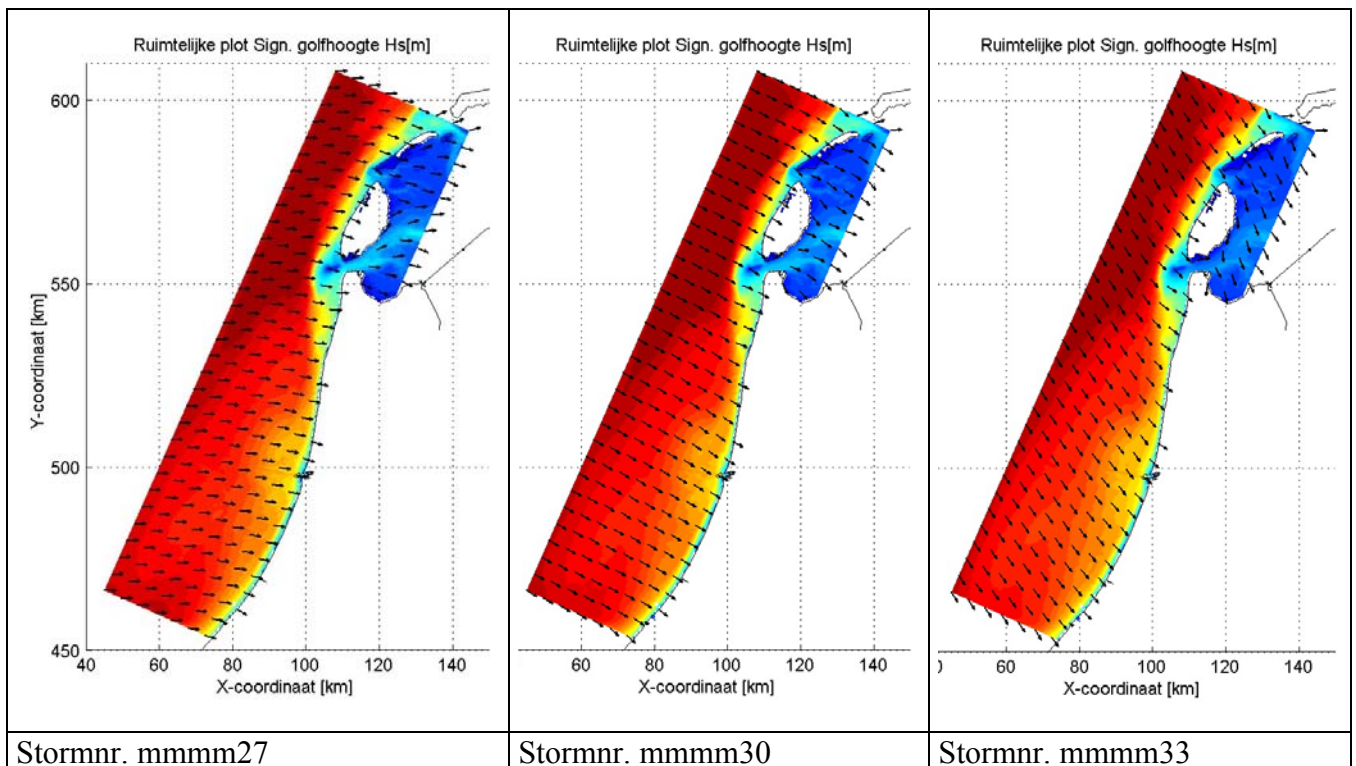 Ruimtelijke plot Sign. golfhoogte Hs[m]
600
550
500
450
Y-coordinaat [km]
40 60 80 100 120 140
X-coordinaat [km]
Stormnr. mmmm27
Ruimtelijke plot Sign. golfhoogte Hs[m]
60 80 100 120 140
X-coordinaat [km]
Stormnr. mmmm30
Ruimtelijke plot Sign. golfhoogte Hs[m]
60 80 100 120 140
X-coordinaat [km]
Stormnr. mmmm33